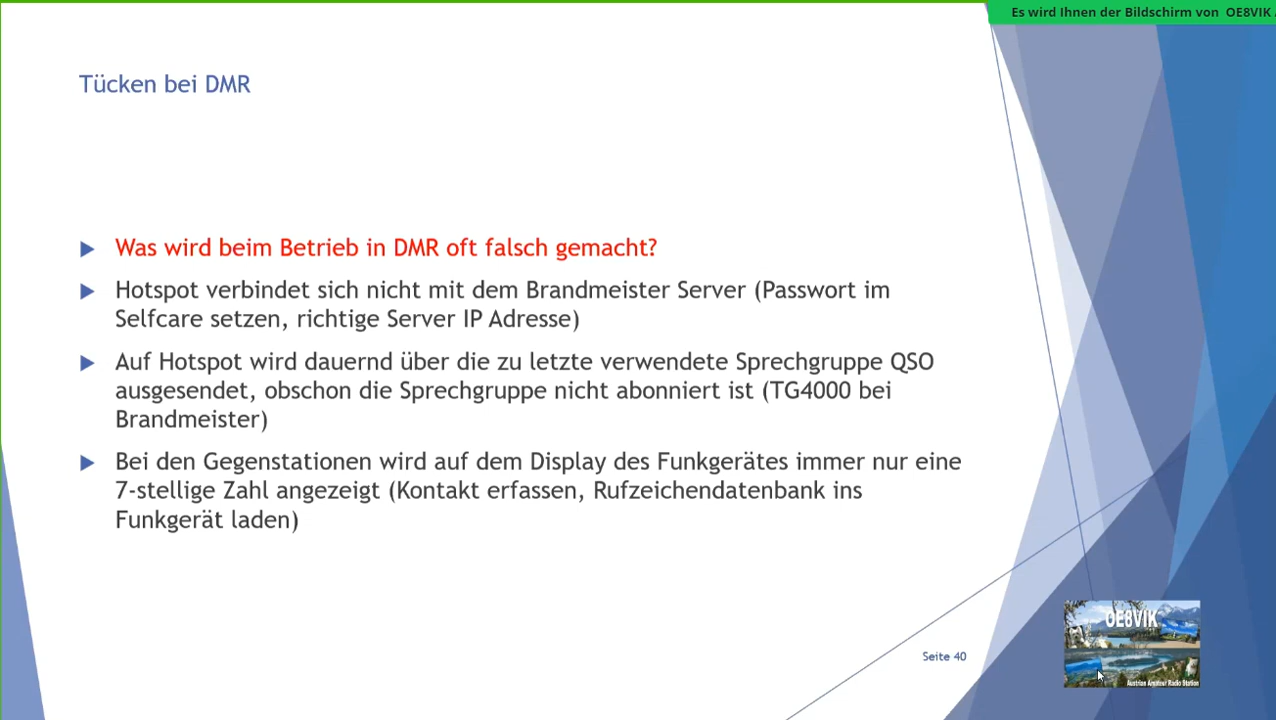 Es wird Ihnen der Bildschirm von OE8VIK
Tücken bei DMR
Was wird beim Betrieb in DMR oft falsch gemacht?
Hotspot verbindet sich nicht mit dem Brandmeister Server (Passwort im
Selfcare setzen, richtige Server IP Adresse)
Auf Hotspot wird dauernd über die zu letzte verwendete Sprechgruppe QSO
ausgesendet, obschon die Sprechgruppe nicht abonniert ist (TG4000 bei
Brandmeister)
Bei den Gegenstationen wird auf dem Display des Funkgerätes immer nur eine
7-stellige Zahl angezeigt (Kontakt erfassen, Rufzeichendatenbank ins
Funkgerät laden)
Seite 40
OE8VIK
Austrian Amateur Radio Station